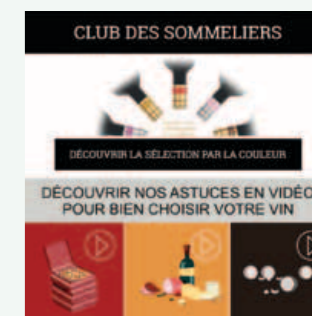 CLUB DES SOMMELIERS
DÉCOUVRIR LA SÉLECTION PAR LA COULEUR
DÉCOUVRIR NOS ASTUCES EN VIDÉO
POUR BIEN CHOISIR VOTRE VIN